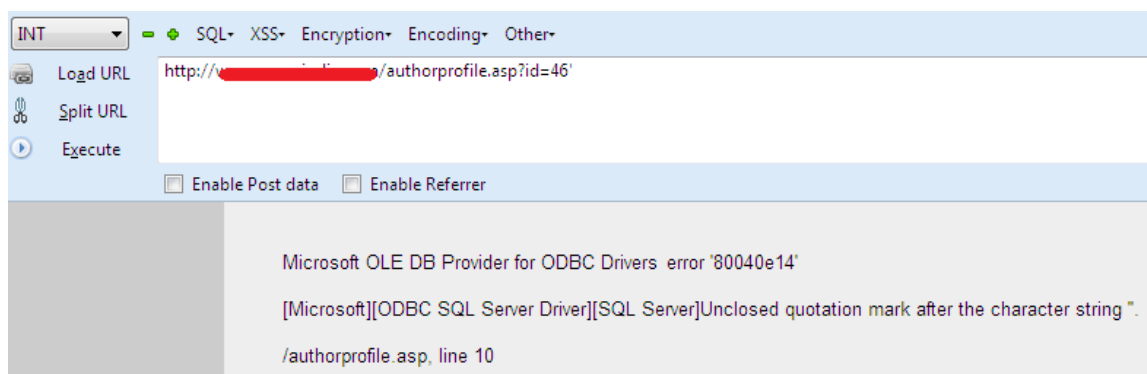 INT SQL- XSS- Encryption- Encoding- Other-
Load URL http:// /authorprofile.asp?id=46'
Split URL
Execute
Enable Post data Enable Referrer
Microsoft OLE DB Provider for ODBC Drivers error '80040e14'
[Microsoft][ODBC SQL Server Driver][SQL Server]Unclosed quotation mark after the character string ''.
/authorprofile.asp, line 10